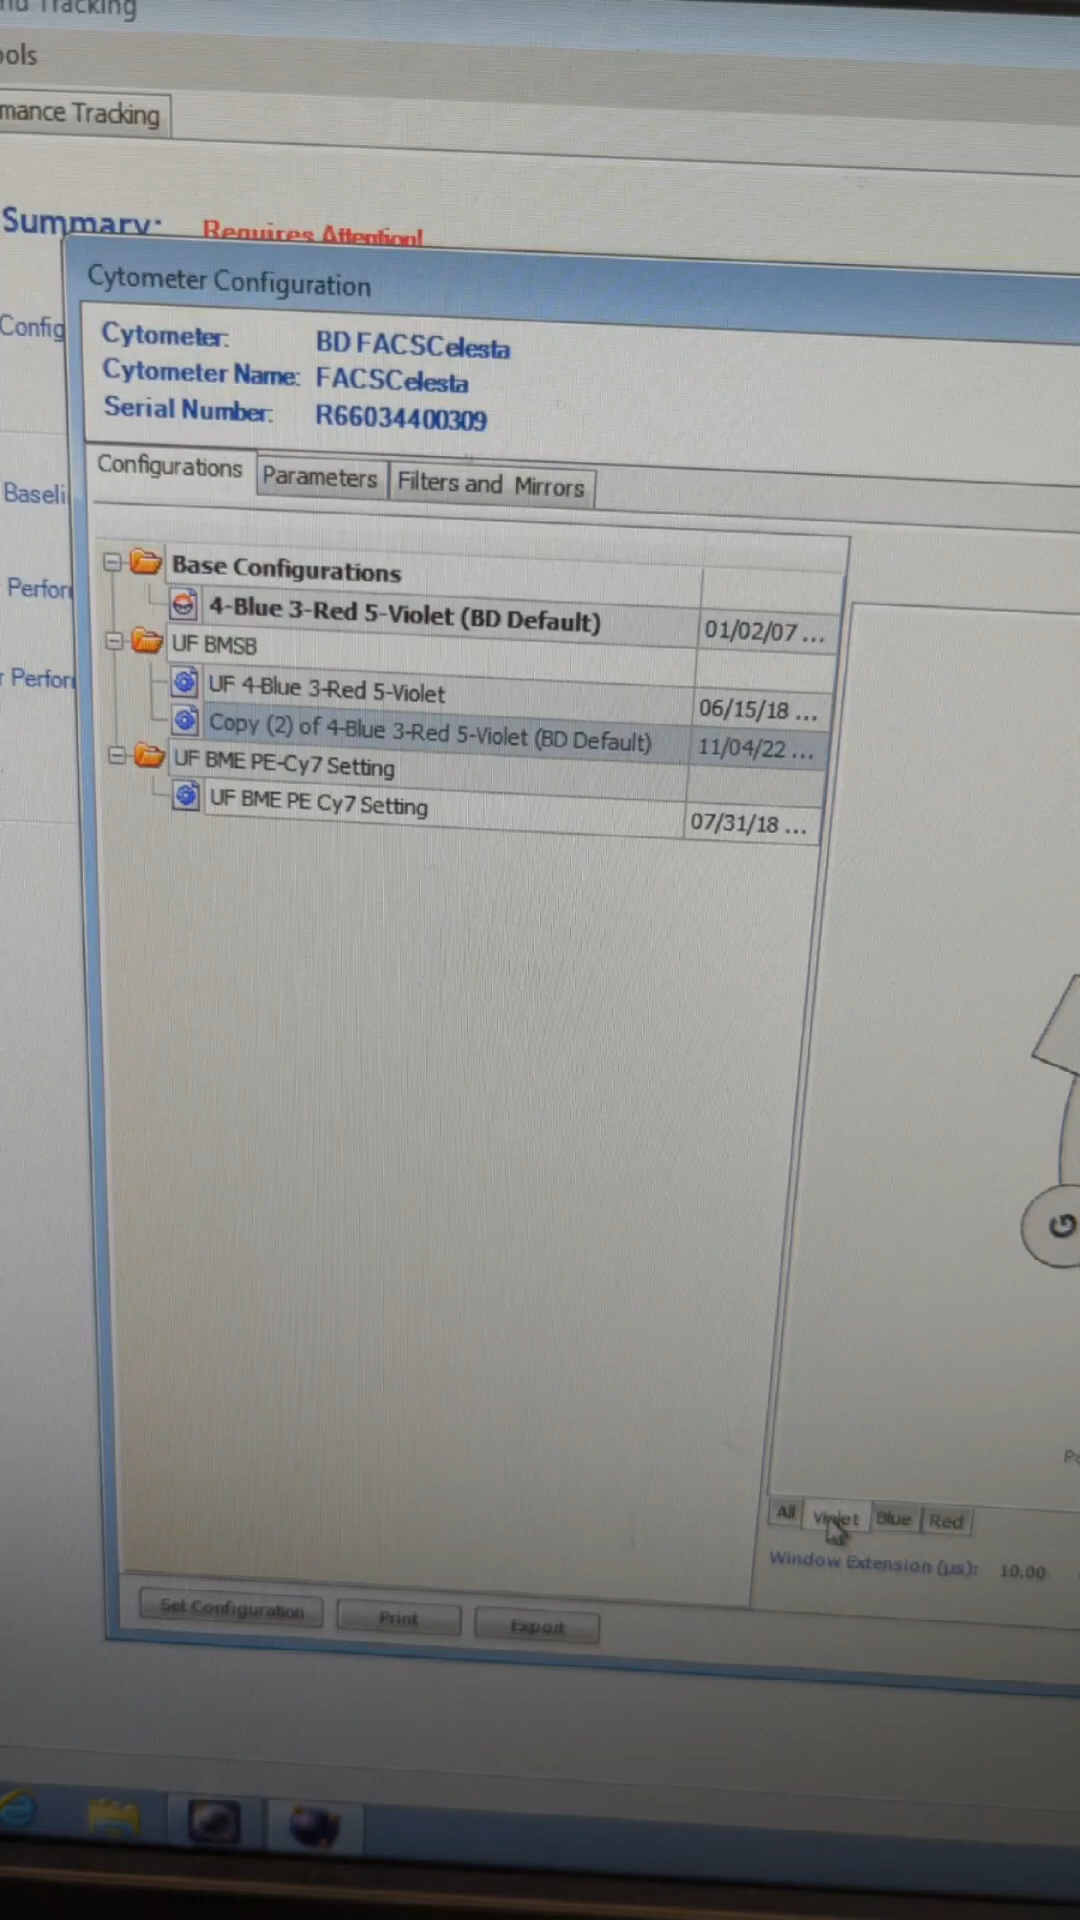 Tracking
ools
mance Tracking
Summary: Requires Attention!
Cytometer Configuration
Config
Cytometer: BD FACSCelesta
Cytometer Name: FACSCelesta
Serial Number: R66034400309
Configurations Parameters Filters and Mirrors
Baseli
Base Configurations
Perfor
4-Blue 3-Red 5-Violet (BD Default) 01/02/07 ...
UF BMSB
r Perfor
UF 4-Blue 3-Red 5-Violet 06/15/18 ...
Copy (2) of 4-Blue 3-Red 5-Violet (BD Default) 11/04/22 ...
UF BME PE-Cy7 Setting
UF BME PE Cy7 Setting 07/31/18 ...
G
All Violet Blue Red
Window Extension (µs): 10.00
Set Configuration Print Export